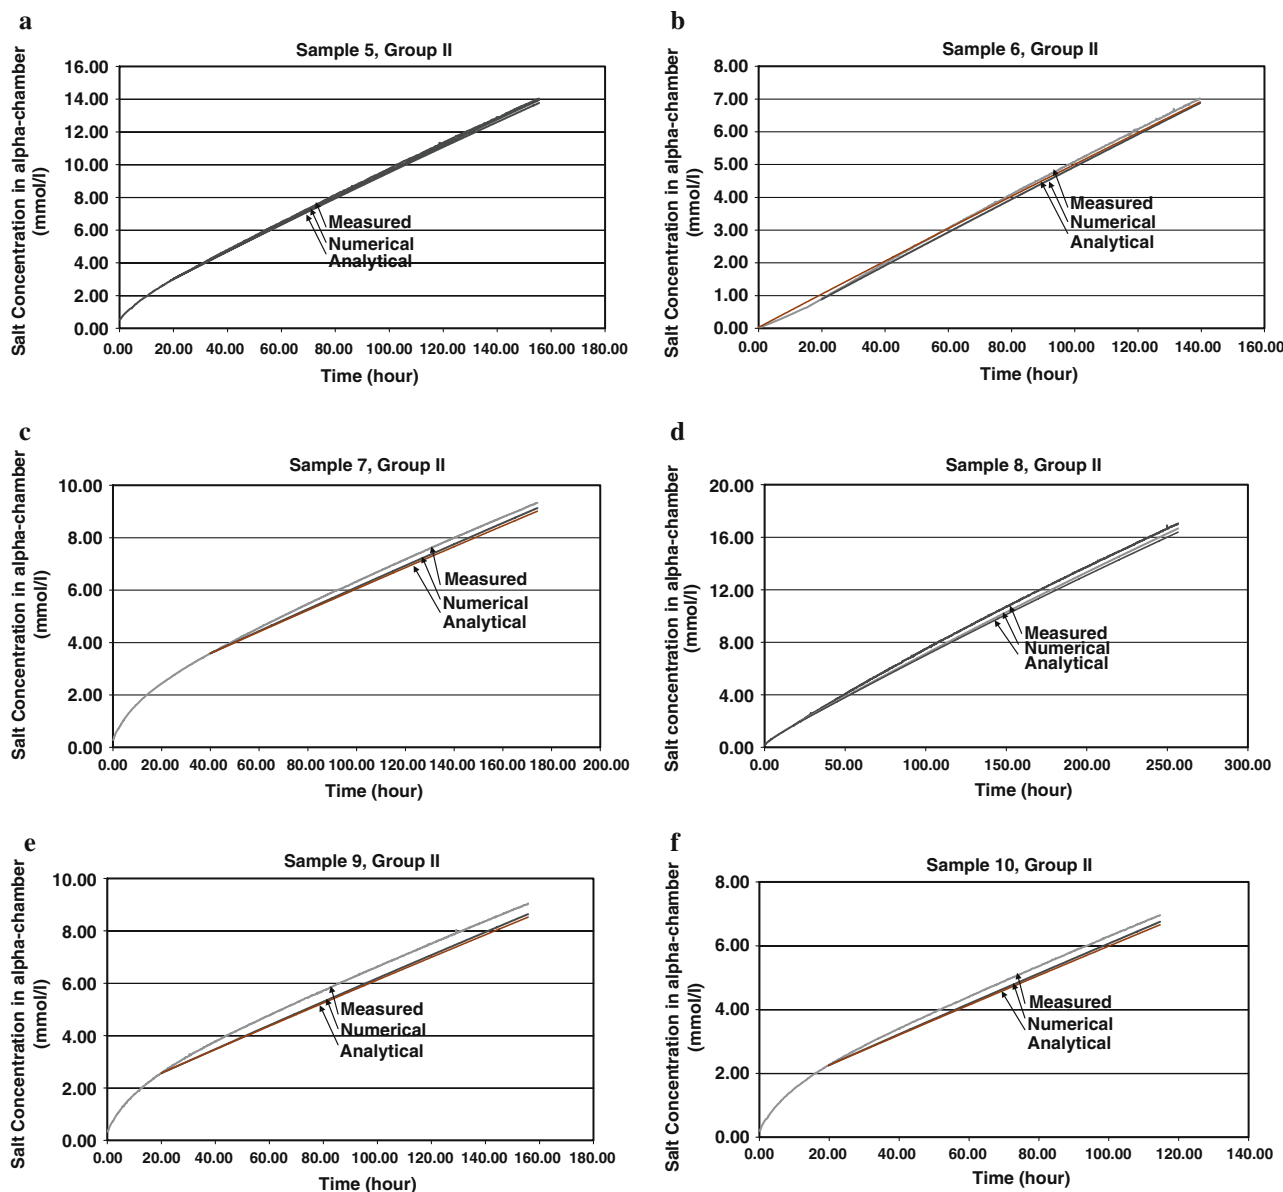 a
Sample 5, Group II
Salt Concentration in alpha-chamber
(mmol/l)
16.00
14.00
12.00
10.00
8.00
6.00
4.00
2.00
0.00
Measured
Numerical
Analytical
0.00 20.00 40.00 60.00 80.00 100.00 120.00 140.00 160.00 180.00
Time (hour)
b
Sample 6, Group II
Salt Concentration in alpha-chamber
(mmol/l)
8.00
7.00
6.00
5.00
4.00
3.00
2.00
1.00
0.00
Measured
Numerical
Analytical
0.00 20.00 40.00 60.00 80.00 100.00 120.00 140.00 160.00
Time (hour)
c
Sample 7, Group II
Salt Concentration in alpha-chamber
(mmol/l)
10.00
8.00
6.00
4.00
2.00
0.00
Measured
Numerical
Analytical
0.00 20.00 40.00 60.00 80.00 100.00 120.00 140.00 160.00 180.00 200.00
Time (hour)
d
Sample 8, Group II
Salt concentration in alpha-chamber
(mmol/l)
20.00
16.00
12.00
8.00
4.00
0.00
Measured
Numerical
Analytical
0.00 50.00 100.00 150.00 200.00 250.00 300.00
Time (hour)
e
Sample 9, Group II
Salt Concentration in alpha-chamber
(mmol/l)
10.00
8.00
6.00
4.00
2.00
0.00
Measured
Numerical
Analytical
0.00 20.00 40.00 60.00 80.00 100.00 120.00 140.00 160.00 180.00
Time (hour)
f
Sample 10, Group II
Salt Concentration in alpha-chamber
(mmol/l)
8.00
6.00
4.00
2.00
0.00
Measured
Numerical
Analytical
0.00 20.00 40.00 60.00 80.00 100.00 120.00 140.00
Time (hour)